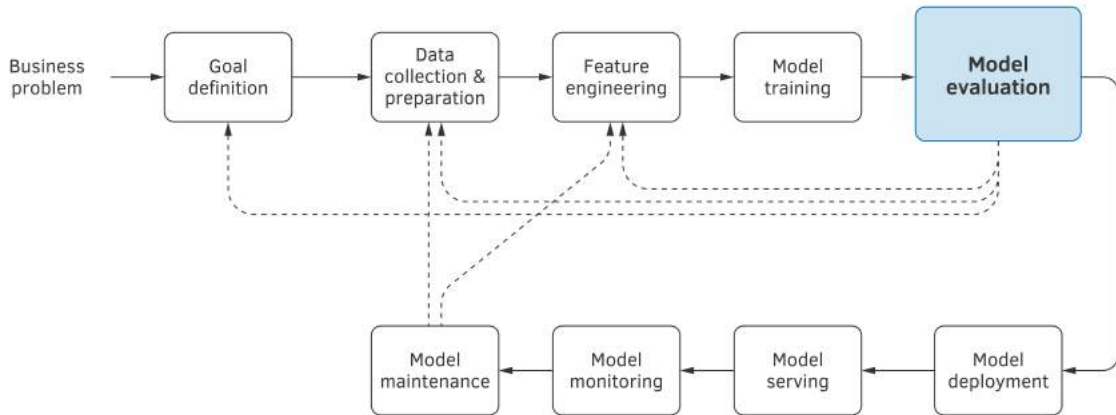 Business
problem
Goal
definition
Data
collection &
preparation
Feature
engineering
Model
training
Model
evaluation
Model
maintenance
Model
monitoring
Model
serving
Model
deployment